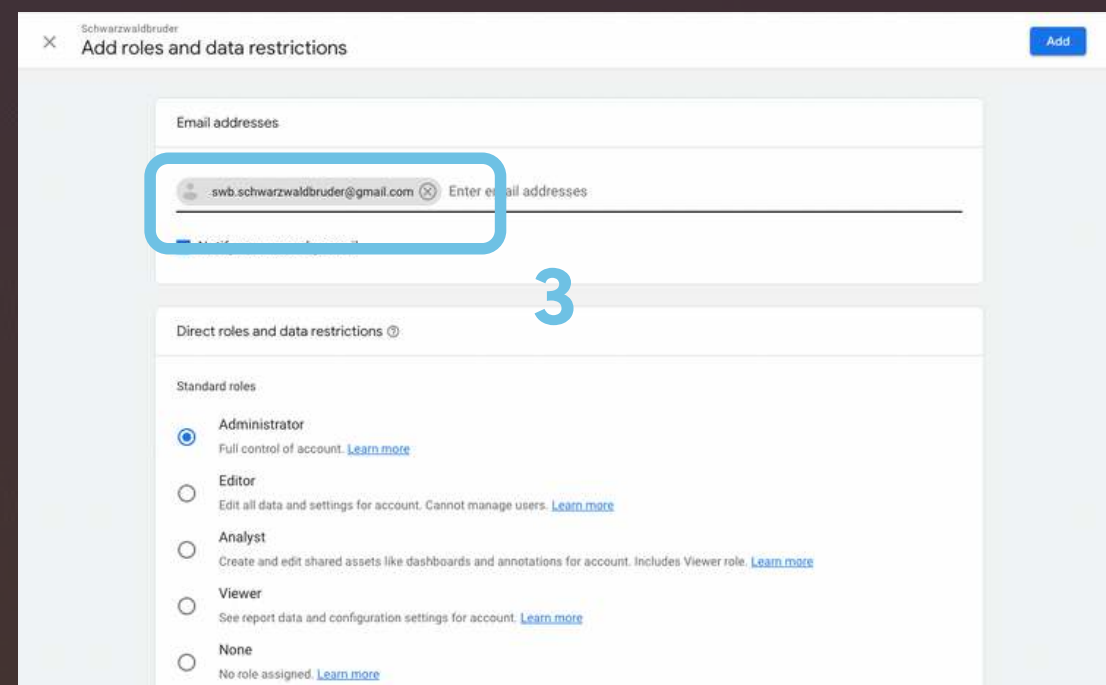 Schwarzwaldbruder
Add roles and data restrictions
Add
Email addresses
swb.schwarzwaldbruder@gmail.com Enter email addresses
3
Direct roles and data restrictions
Standard roles
Administrator
Full control of account. Learn more
Editor
Edit all data and settings for account. Cannot manage users. Learn more
Analyst
Create and edit shared assets like dashboards and annotations for account. Includes Viewer role. Learn more
Viewer
See report data and configuration settings for account. Learn more
None
No role assigned. Learn more